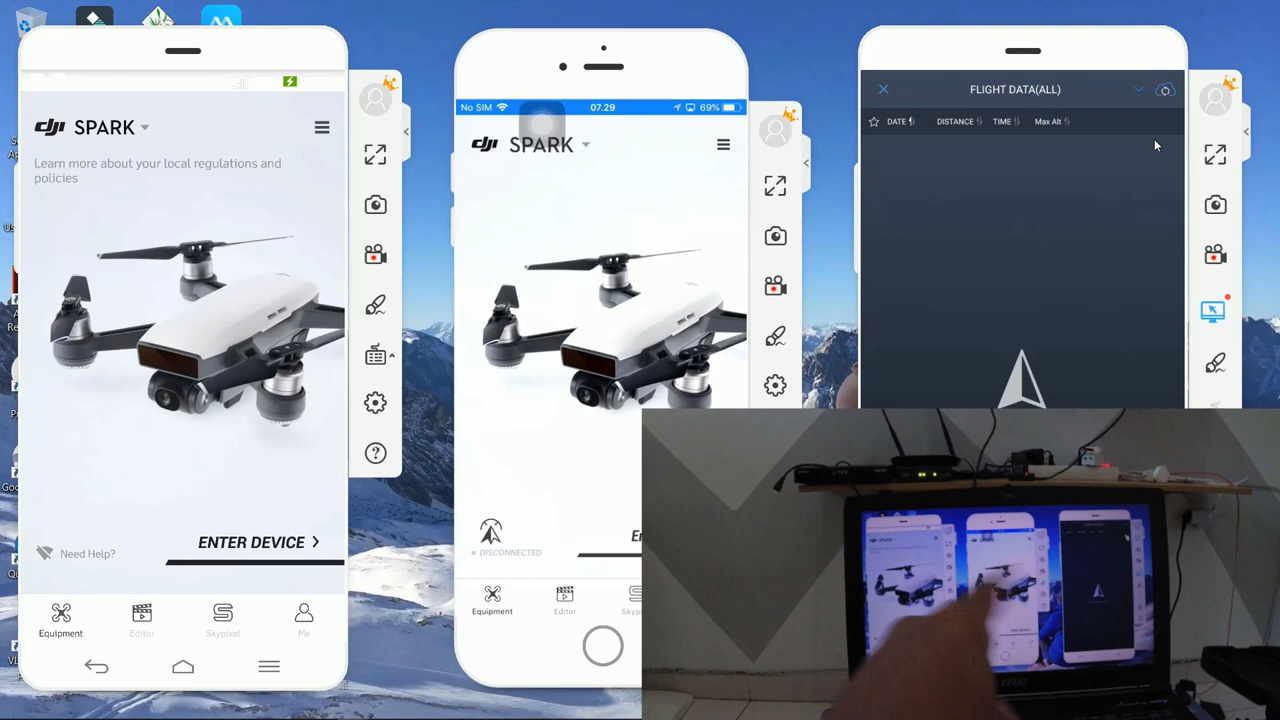 dji SPARK
Learn more about your local regulations and
policies
Need Help?
ENTER DEVICE
Equipment
Editor
Skypixel
Me
No SIM
07.29
69%
dji SPARK
DISCONNECTED
Equipment
Editor
FLIGHT DATA(ALL)
DATE
DISTANCE
TIME
Max Alt
msi